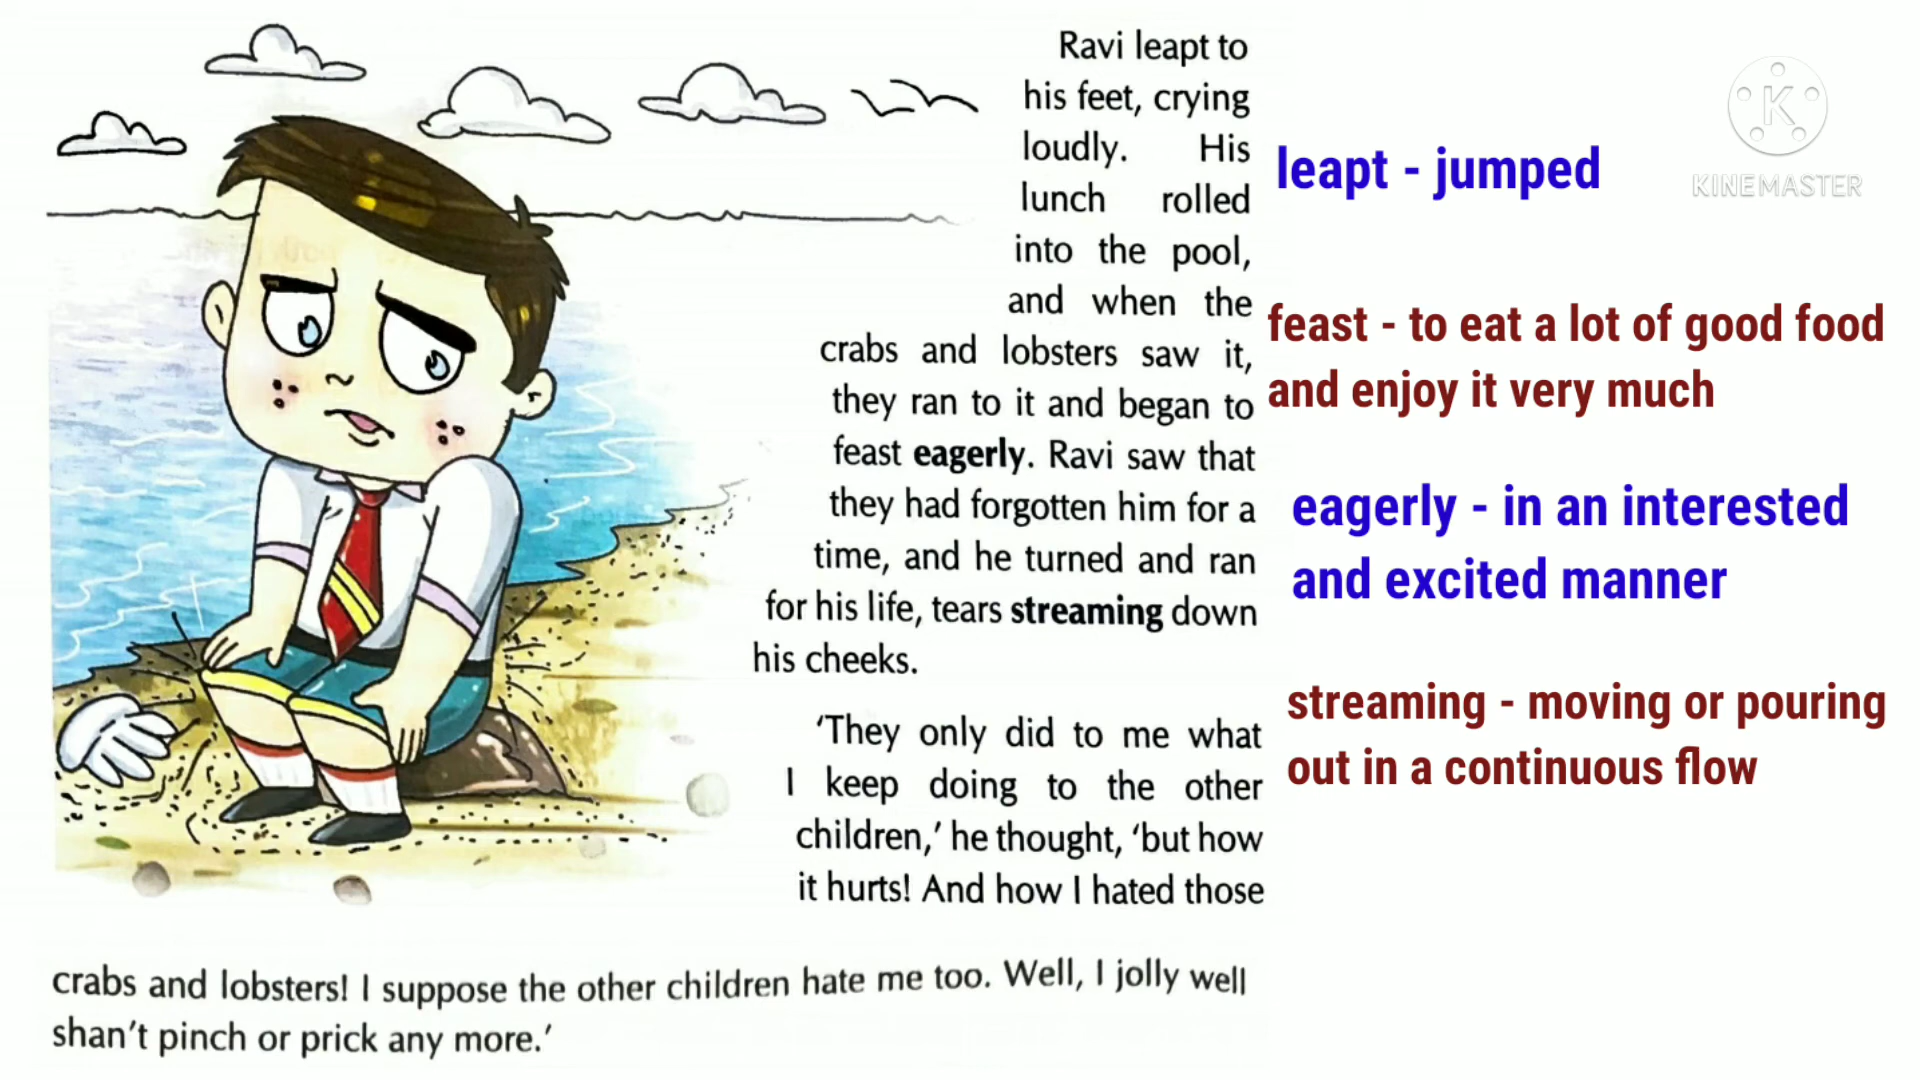 Ravi leapt to
his feet, crying
loudly. His
lunch rolled
into the pool,
and when the
crabs and lobsters saw it,
they ran to it and began to
feast eagerly. Ravi saw that
they had forgotten him for a
time, and he turned and ran
for his life, tears streaming down
his cheeks.
‘They only did to me what
I keep doing to the other
children,’ he thought, ‘but how
it hurts! And how I hated those
crabs and lobsters! I suppose the other children hate me too. Well, I jolly well
shan’t pinch or prick any more.’
leapt - jumped
feast - to eat a lot of good food
and enjoy it very much
eagerly - in an interested
and excited manner
streaming - moving or pouring
out in a continuous flow
K
KINEMASTER